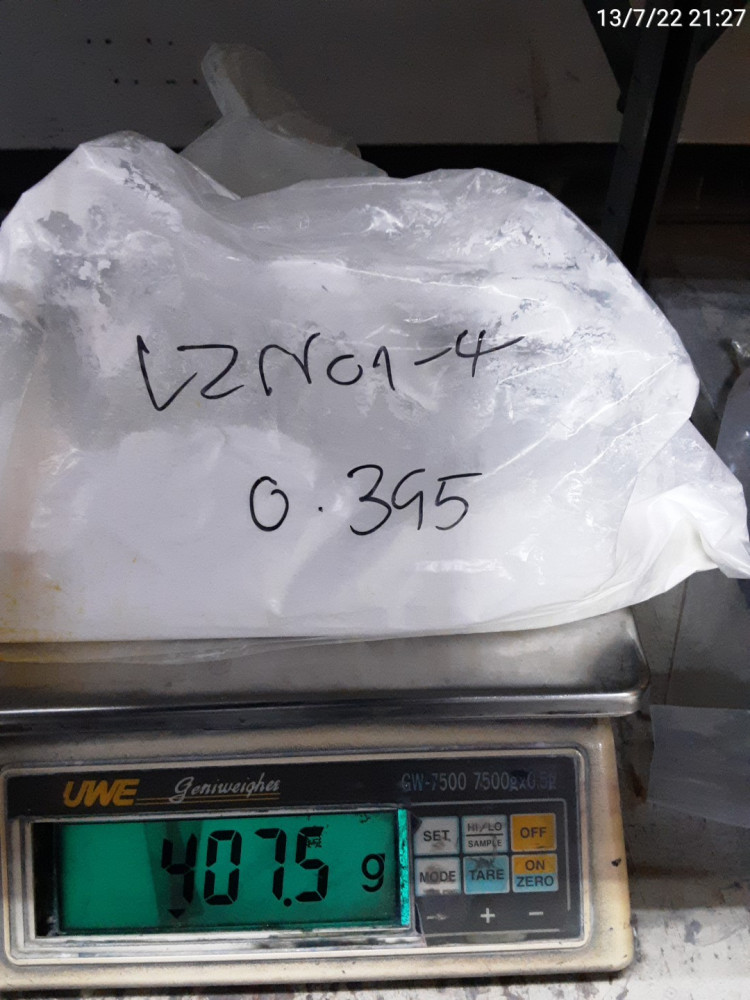 13/7/22 21:27
VZN01-4
0.395
UWE Geniweigher GW-7500 7500gx0.5g
407.5 g
SET HI/LO SAMPLE OFF
MODE TARE ON ZERO
+ −